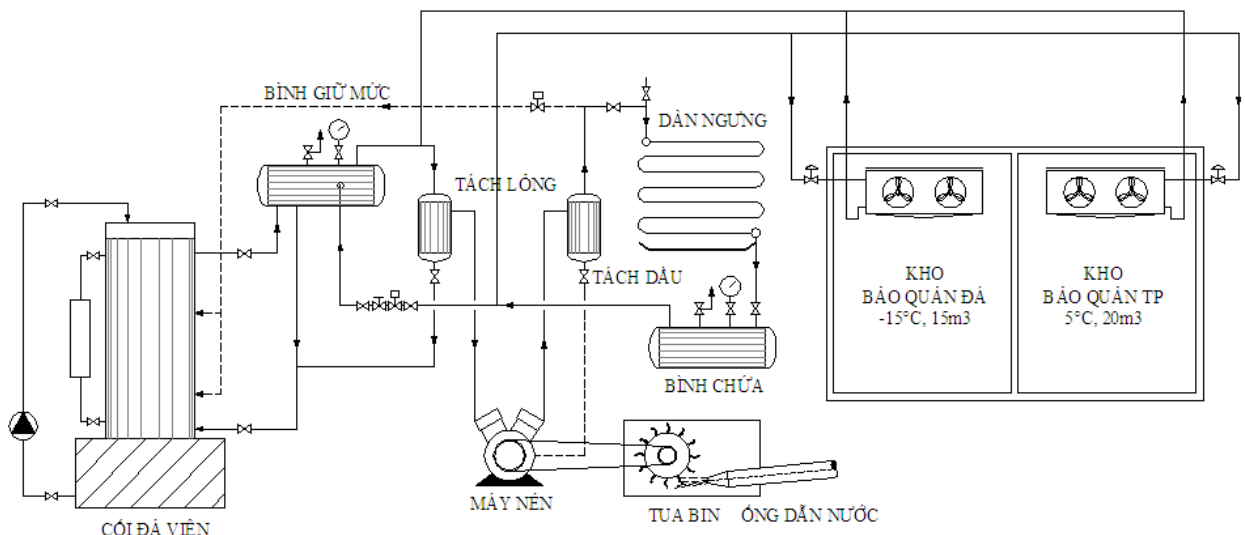 BÌNH GIỮ MỨC
DÀN NGƯNG
TÁCH LỎNG
TÁCH DẦU
KHO
BẢO QUẢN ĐÁ
-15°C, 15m3
KHO
BẢO QUẢN TP
5°C, 20m3
BÌNH CHỨA
MÁY NÉN
TUA BIN
ỐNG DẪN NƯỚC
CỐI ĐÁ VIÊN